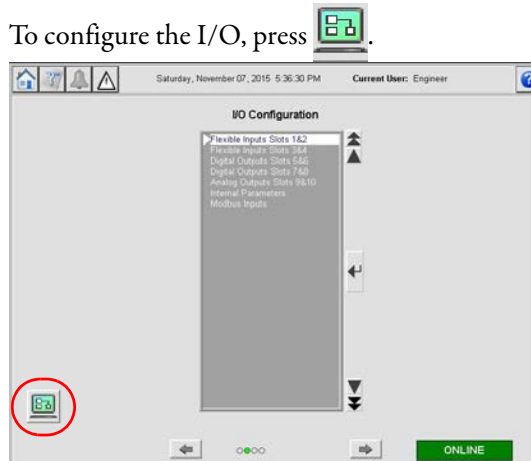 To configure the I/O, press .
Saturday, November 07, 2015 5:36:30 PM Current User: Engineer ?
I/O Configuration
Flexible Inputs Slots 1&2
Flexible Inputs Slots 3&4
Digital Outputs Slots 5&6
Digital Outputs Slots 7&8
Analog Outputs Slots 9&10
Internal Parameters
Modbus Inputs
ONLINE